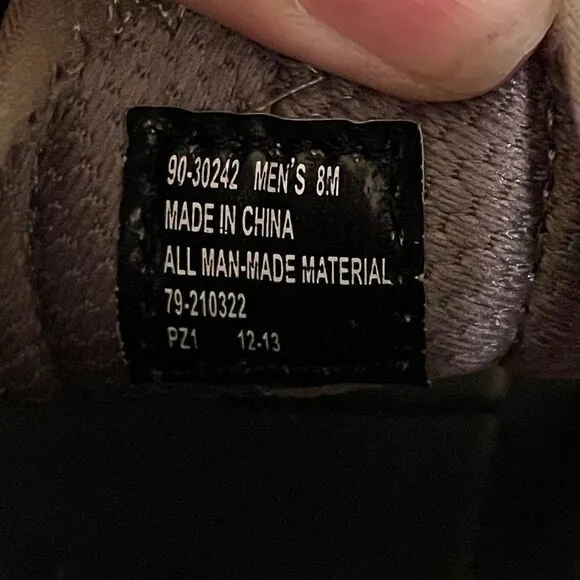 90-30242 MEN'S 8M
MADE IN CHINA
ALL MAN-MADE MATERIAL
79-210322
PZ1 12-13